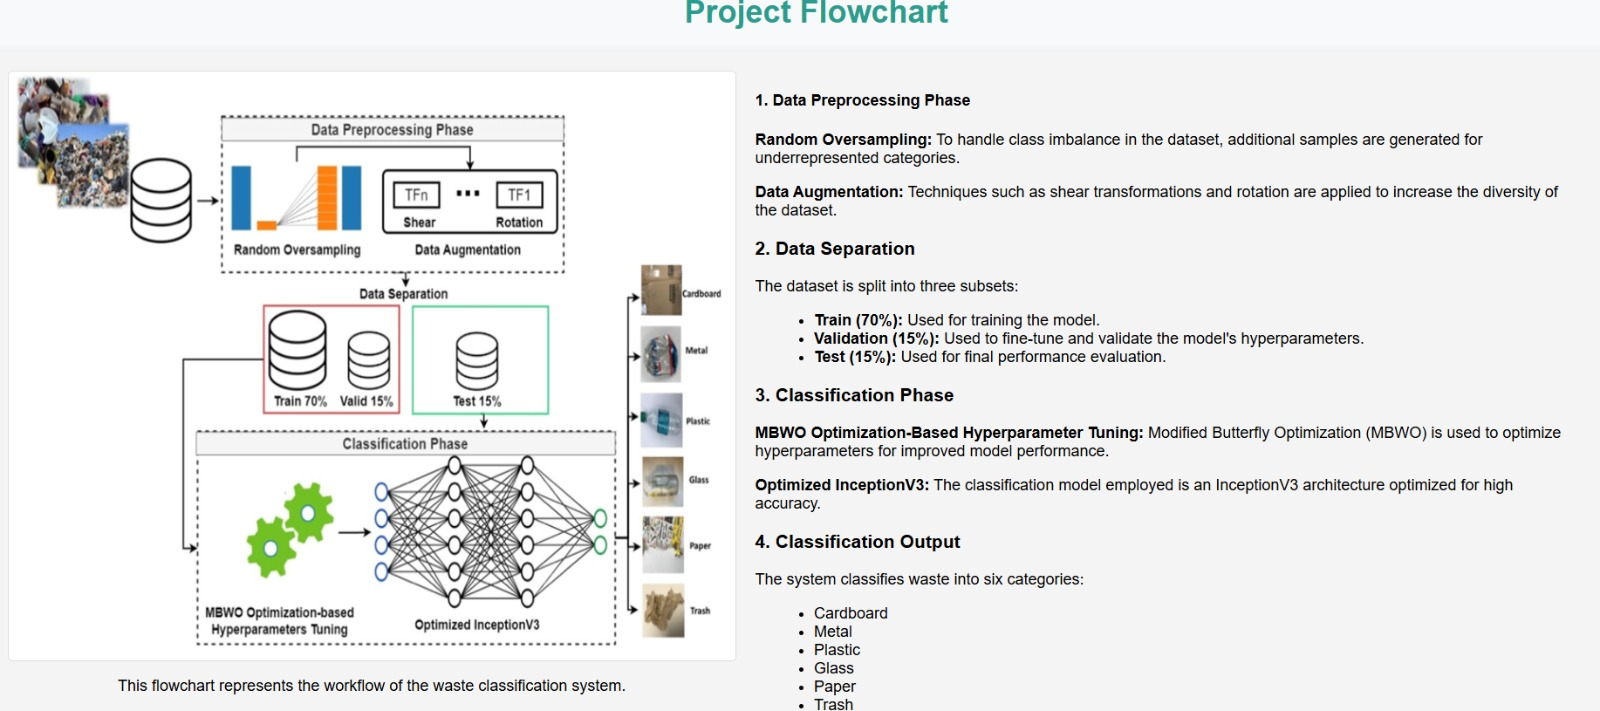 Project Flowchart
Data Preprocessing Phase
TFn
TF1
Shear
Rotation
Random Oversampling
Data Augmentation
Data Separation
Train 70%
Valid 15%
Test 15%
Classification Phase
MBWO Optimization-based
Hyperparameters Tuning
Optimized InceptionV3
Cardboard
Metal
Plastic
Glass
Paper
Trash
This flowchart represents the workflow of the waste classification system.
1. Data Preprocessing Phase
Random Oversampling: To handle class imbalance in the dataset, additional samples are generated for
underrepresented categories.
Data Augmentation: Techniques such as shear transformations and rotation are applied to increase the diversity of
the dataset.
2. Data Separation
The dataset is split into three subsets:
• Train (70%): Used for training the model.
• Validation (15%): Used to fine-tune and validate the model's hyperparameters.
• Test (15%): Used for final performance evaluation.
3. Classification Phase
MBWO Optimization-Based Hyperparameter Tuning: Modified Butterfly Optimization (MBWO) is used to optimize
hyperparameters for improved model performance.
Optimized InceptionV3: The classification model employed is an InceptionV3 architecture optimized for high
accuracy.
4. Classification Output
The system classifies waste into six categories:
• Cardboard
• Metal
• Plastic
• Glass
• Paper
• Trash